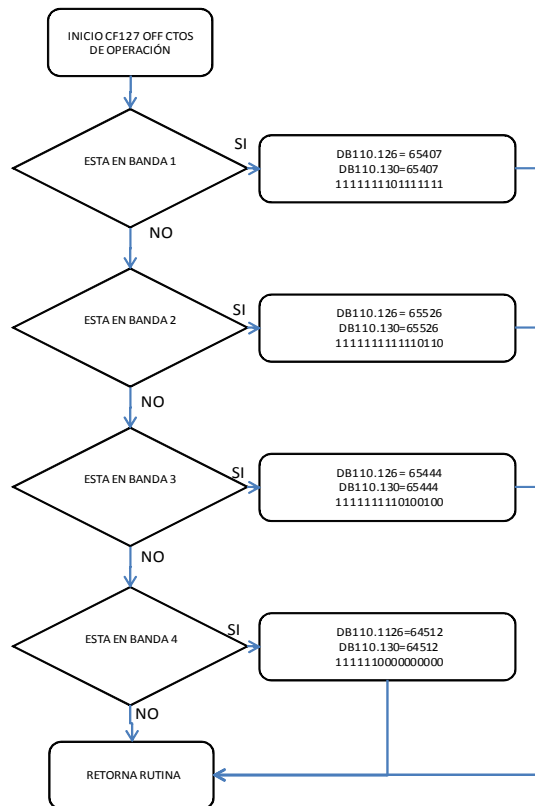 INICIO CF127 OFF CTOS
DE OPERACIÓN
ESTA EN BANDA 1
SI
DB110.126 = 65407
DB110.130=65407
1111111101111111
NO
ESTA EN BANDA 2
SI
DB110.126 = 65526
DB110.130=65526
1111111111110110
NO
ESTA EN BANDA 3
SI
DB110.126 = 65444
DB110.130=65444
1111111110100100
NO
ESTA EN BANDA 4
SI
DB110.1126=64512
DB110.130=64512
1111110000000000
NO
RETORNA RUTINA